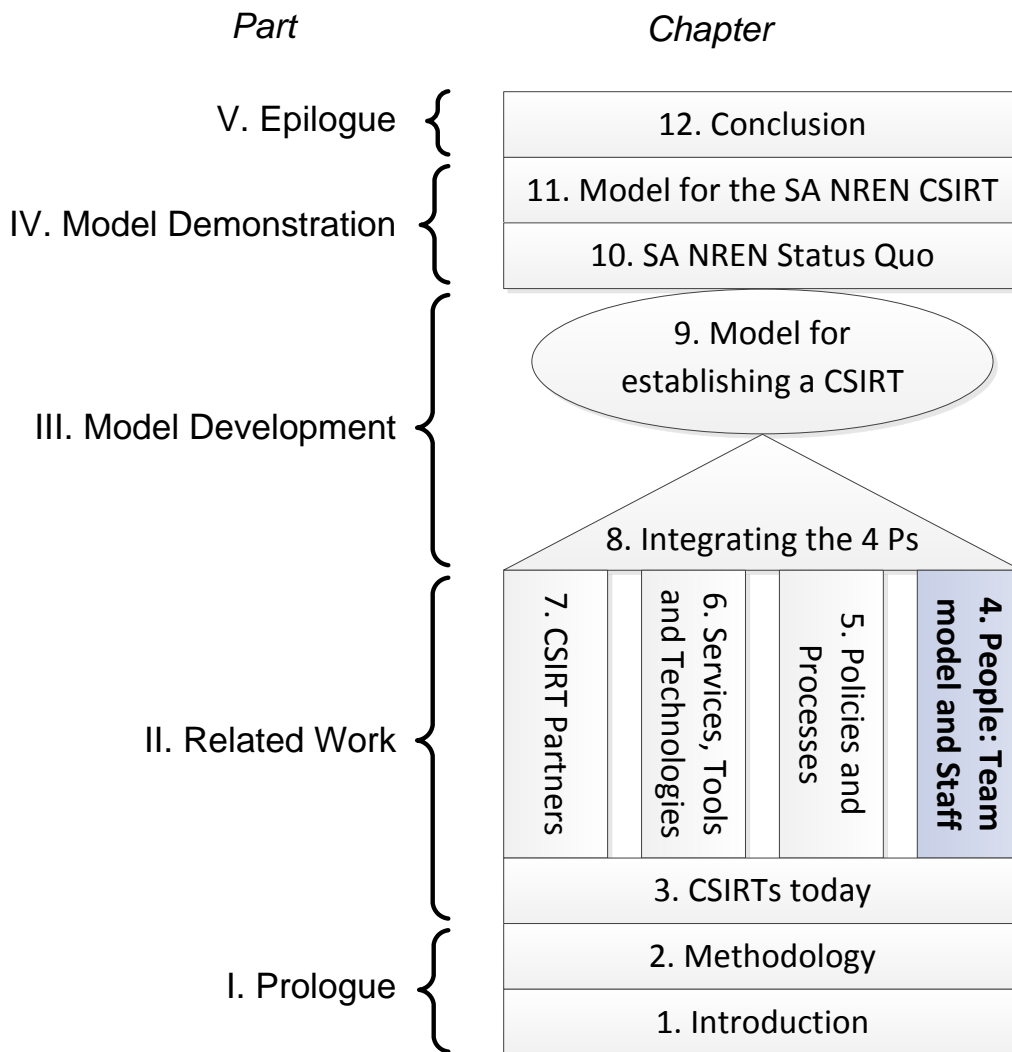 Part
Chapter
V. Epilogue
12. Conclusion
IV. Model Demonstration
11. Model for the SA NREN CSIRT
10. SA NREN Status Quo
III. Model Development
9. Model for
establishing a CSIRT
8. Integrating the 4 Ps
II. Related Work
7. CSIRT Partners
6. Services, Tools
and Technologies
5. Policies and
Processes
4. People: Team
model and Staff
3. CSIRTs today
I. Prologue
2. Methodology
1. Introduction